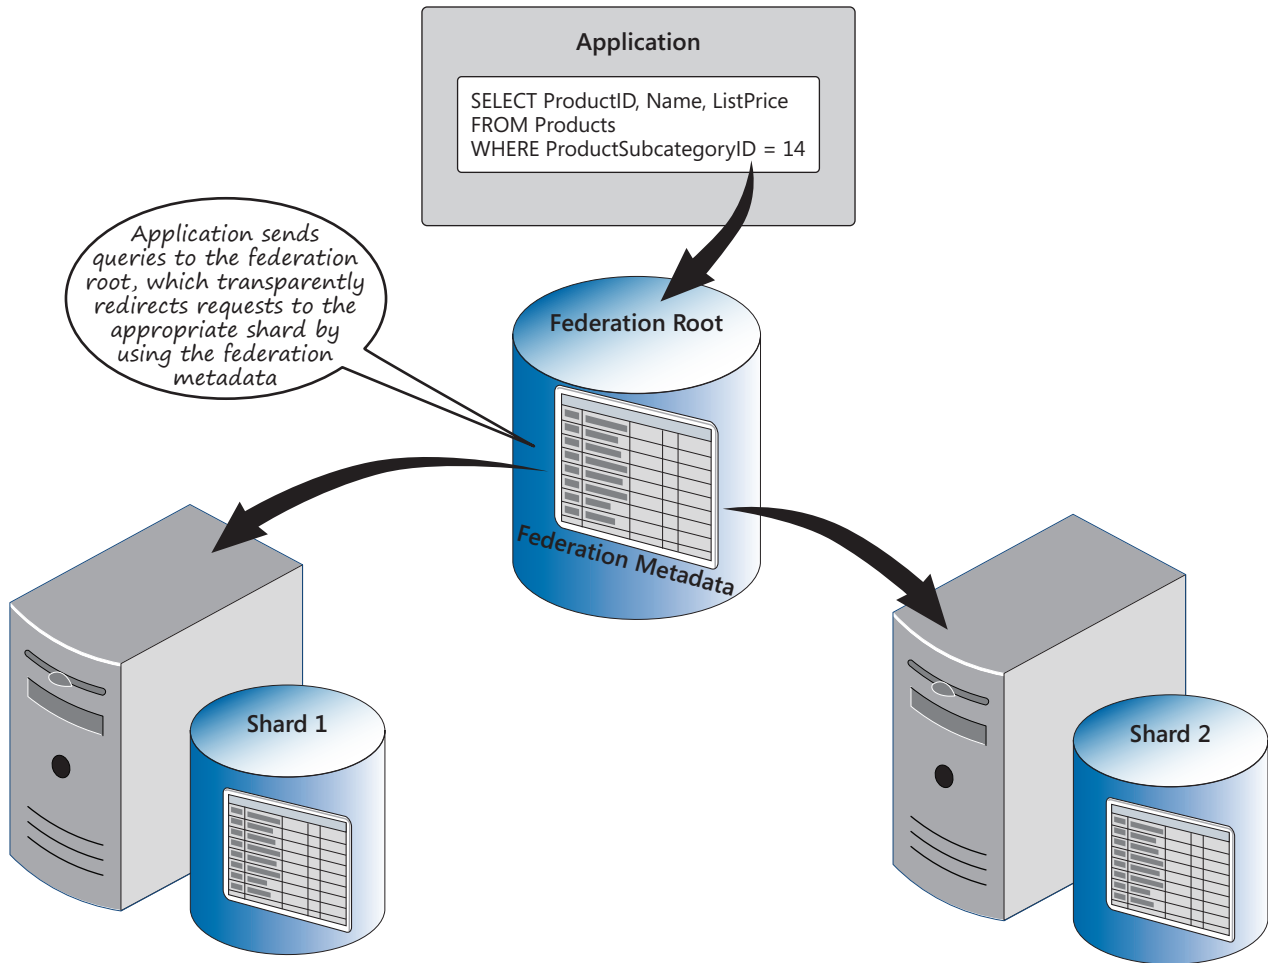 Application
SELECT ProductID, Name, ListPrice
FROM Products
WHERE ProductSubcategoryID = 14
Application sends
queries to the federation
root, which transparently
redirects requests to the
appropriate shard by
using the federation
metadata
Federation Root
Federation Metadata
Shard 1
Shard 2